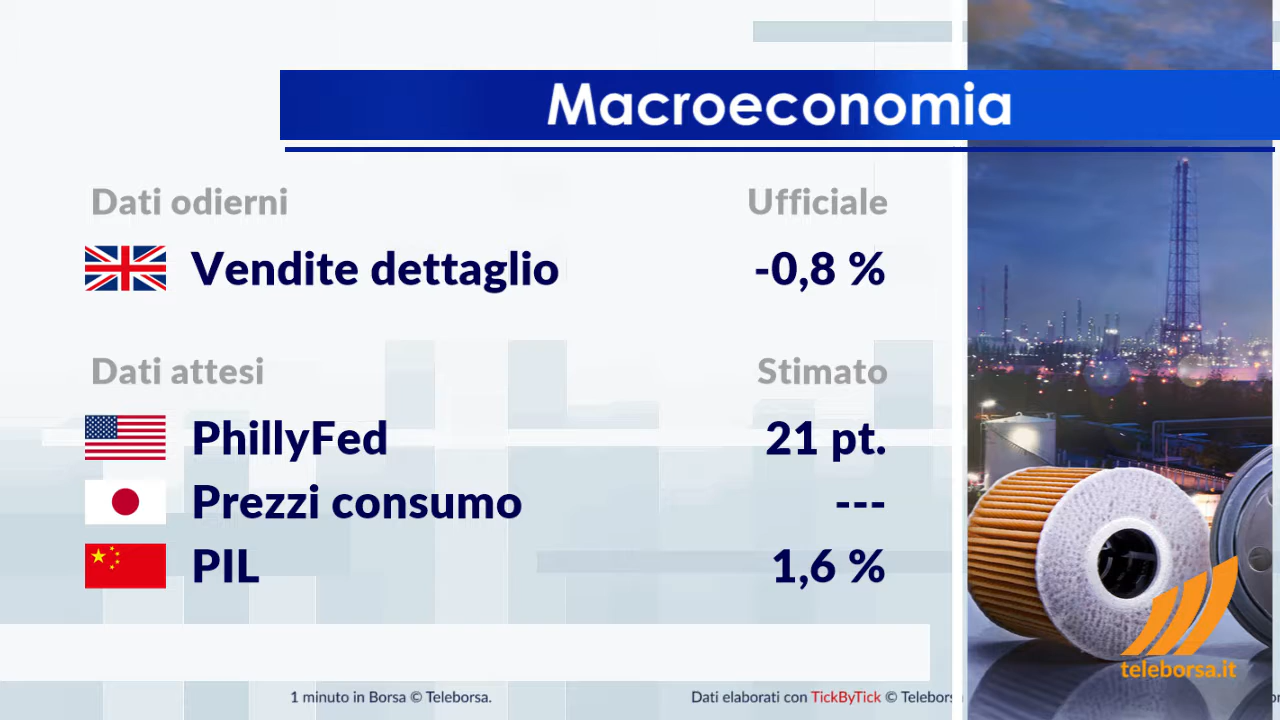 Macroeconomia
Dati odierni Ufficiale
Vendite dettaglio -0,8 %
Dati attesi Stimato
PhillyFed 21 pt.
Prezzi consumo ---
PIL 1,6 %
teleborsa.it
1 minuto in Borsa © Teleborsa. Dati elaborati con TickByTick © Telebors